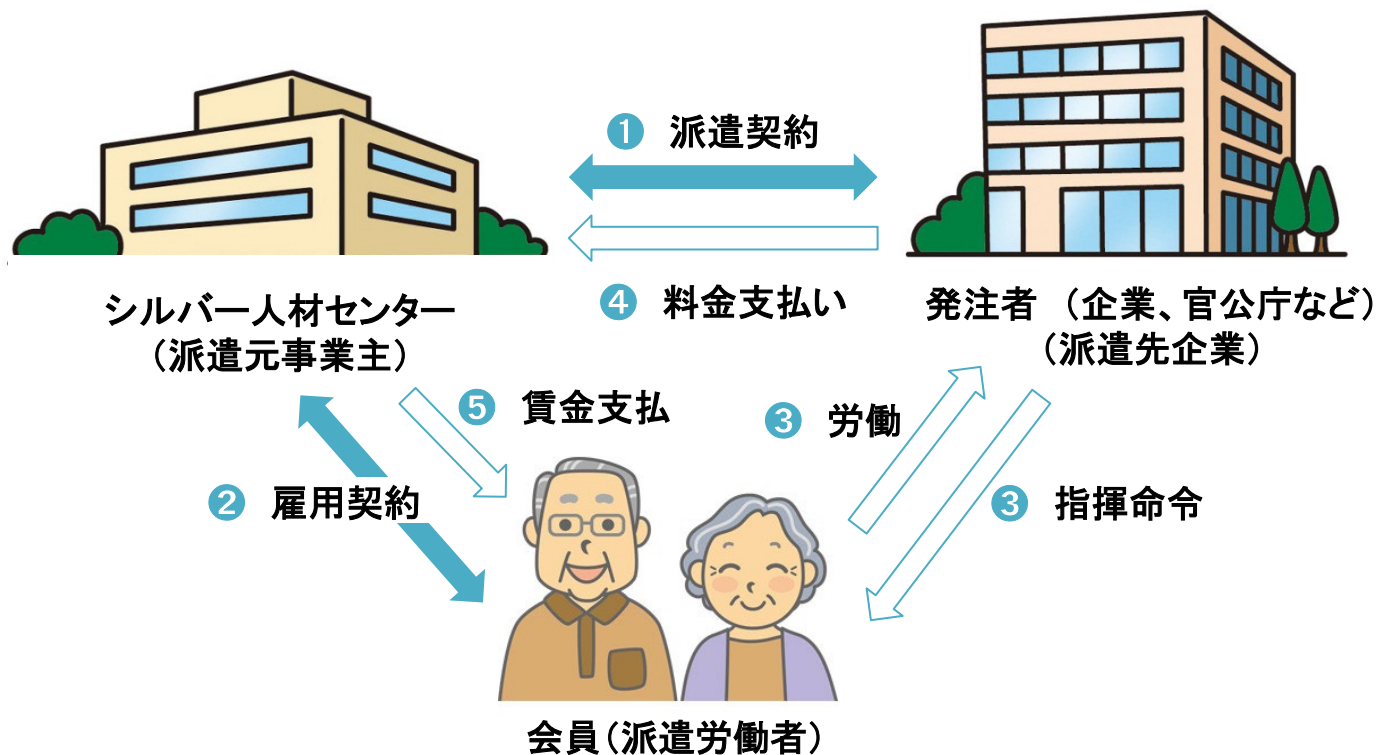 ❶ 派遣契約
❹ 料金支払い
シルバー人材センター
（派遣元事業主）
発注者 （企業、官公庁など）
（派遣先企業）
❺ 賃金支払
❸ 労働
❷ 雇用契約
❸ 指揮命令
会員（派遣労働者）